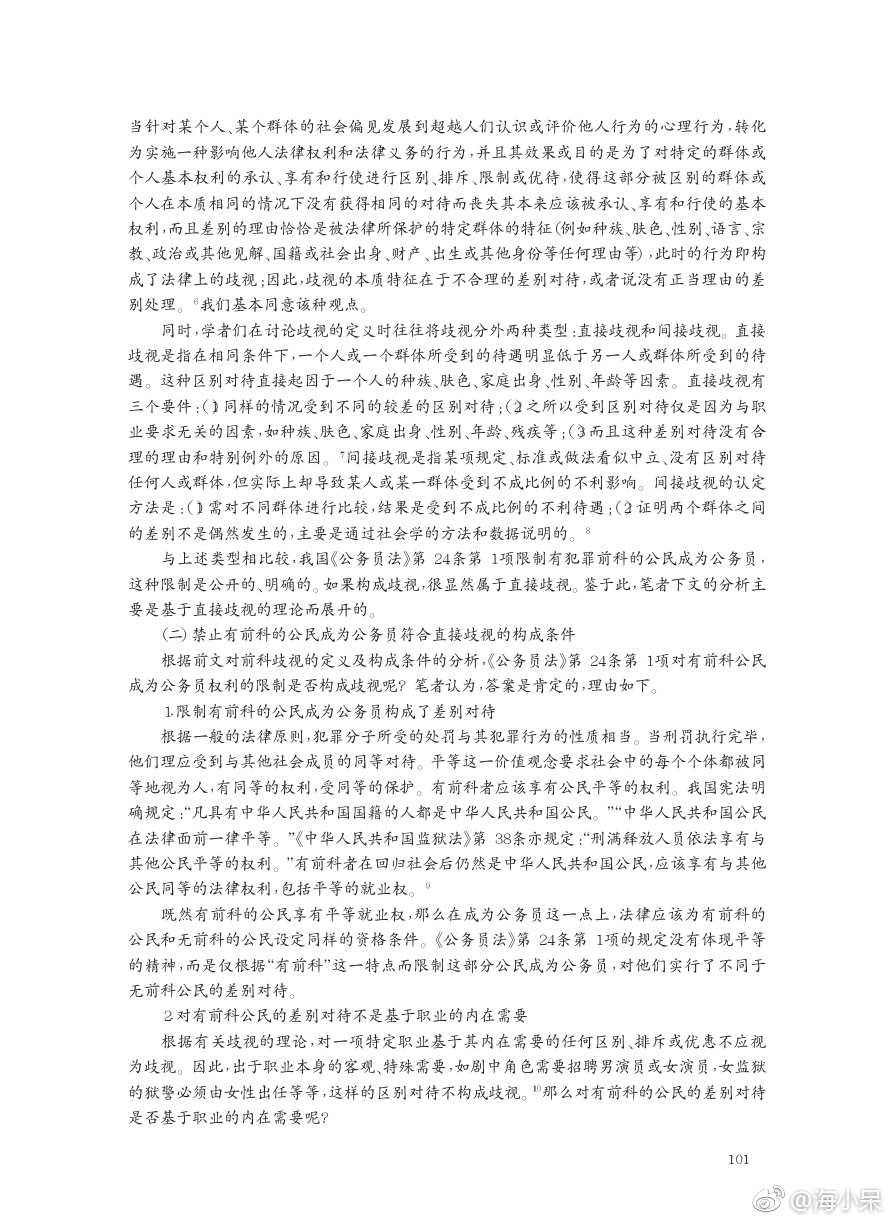 当针对某个人、某个群体的社会偏见发展到超越人们认识或评价他人行为的心理行为,转化
为实施一种影响他人法律权利和法律义务的行为,并且其效果或目的是为了对特定的群体或
个人基本权利的承认、享有和行使进行区别、排斥、限制或优待,使得这部分被区别的群体或
个人在本质相同的情况下没有获得相同的对待而丧失其本来应该被承认、享有和行使的基本
权利,而且差别的理由恰恰是被法律所保护的特定群体的特征(例如种族、肤色、性别、语言、宗
教、政治或其他见解、国籍或社会出身、财产、出生或其他身份等任何理由等),此时的行为即构
成了法律上的歧视;因此,歧视的本质特征在于不合理的差别对待,或者说没有正当理由的差
别处理。6我们基本同意该种观点。
同时,学者们在讨论歧视的定义时往往将歧视分外两种类型:直接歧视和间接歧视。直接
歧视是指在相同条件下,一个人或一个群体所受到的待遇明显低于另一人或群体所受到的待
遇。这种区别对待直接起因于一个人的种族、肤色、家庭出身、性别、年龄等因素。直接歧视有
三个要件:(1)同样的情况受到不同的较差的区别对待;(2)之所以受到区别对待仅是因为与职
业要求无关的因素,如种族、肤色、家庭出身、性别、年龄、残疾等;(3)而且这种差别对待没有合
理的理由和特别例外的原因。7间接歧视是指某项规定、标准或做法看似中立、没有区别对待
任何人或群体,但实际上却导致某人或某一群体受到不成比例的不利影响。间接歧视的认定
方法是:(1)需对不同群体进行比较,结果是受到不成比例的不利待遇;(2)证明两个群体之间
的差别不是偶然发生的,主要是通过社会学的方法和数据说明的。8
与上述类型相比较,我国《公务员法》第 24条第 1项限制有犯罪前科的公民成为公务员,
这种限制是公开的、明确的。如果构成歧视,很显然属于直接歧视。鉴于此,笔者下文的分析主
要是基于直接歧视的理论而展开的。
(二)禁止有前科的公民成为公务员符合直接歧视的构成条件
根据前文对前科歧视的定义及构成条件的分析,《公务员法》第 24条第 1项对有前科公民
成为公务员权利的限制是否构成歧视呢?笔者认为,答案是肯定的,理由如下。
1.限制有前科的公民成为公务员构成了差别对待
根据一般的法律原则,犯罪分子所受的处罚与其犯罪行为的性质相当。当刑罚执行完毕,
他们理应受到与其他社会成员的同等对待。平等这一价值观念要求社会中的每个个体都被同
等地视为人,有同等的权利,受同等的保护。有前科者应该享有公民平等的权利。我国宪法明
确规定:“凡具有中华人民共和国国籍的人都是中华人民共和国公民。”“中华人民共和国公民
在法律面前一律平等。”《中华人民共和国监狱法》第 38条亦规定:“刑满释放人员依法享有与
其他公民平等的权利。”有前科者在回归社会后仍然是中华人民共和国公民,应该享有与其他
公民同等的法律权利,包括平等的就业权。9
既然有前科的公民享有平等就业权,那么在成为公务员这一点上,法律应该为有前科的
公民和无前科的公民设定同样的资格条件。《公务员法》第 24条第 1项的规定没有体现平等
的精神,而是仅根据“有前科”这一特点而限制这部分公民成为公务员,对他们实行了不同于
无前科公民的差别对待。
2.对有前科公民的差别对待不是基于职业的内在需要
根据有关歧视的理论,对一项特定职业基于其内在需要的任何区别、排斥或优惠不应视
为歧视。因此,出于职业本身的客观、特殊需要,如剧中角色需要招聘男演员或女演员,女监狱
的狱警必须由女性出任等等,这样的区别对待不构成歧视。10那么对有前科的公民的差别对待
是否基于职业的内在需要呢?
101
@海小呆